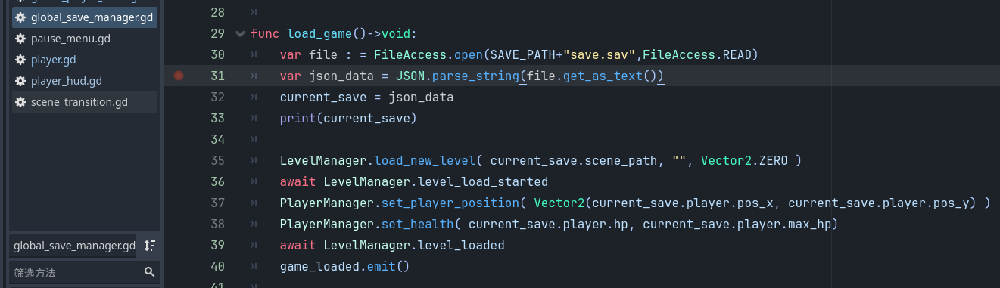 global_save_manager.gd
pause_menu.gd
player.gd
player_hud.gd
scene_transition.gd
global_save_manager.gd
筛选方法
28
29 func load_game()->void:
30 var file : = FileAccess.open(SAVE_PATH+"save.sav",FileAccess.READ)
31 var json_data = JSON.parse_string(file.get_as_text())
32 current_save = json_data
33 print(current_save)
34
35 LevelManager.load_new_level( current_save.scene_path, "", Vector2.ZERO )
36 await LevelManager.level_load_started
37 PlayerManager.set_player_position( Vector2(current_save.player.pos_x, current_save.player.pos_y) )
38 PlayerManager.set_health( current_save.player.hp, current_save.player.max_hp)
39 await LevelManager.level_loaded
40 game_loaded.emit()
41